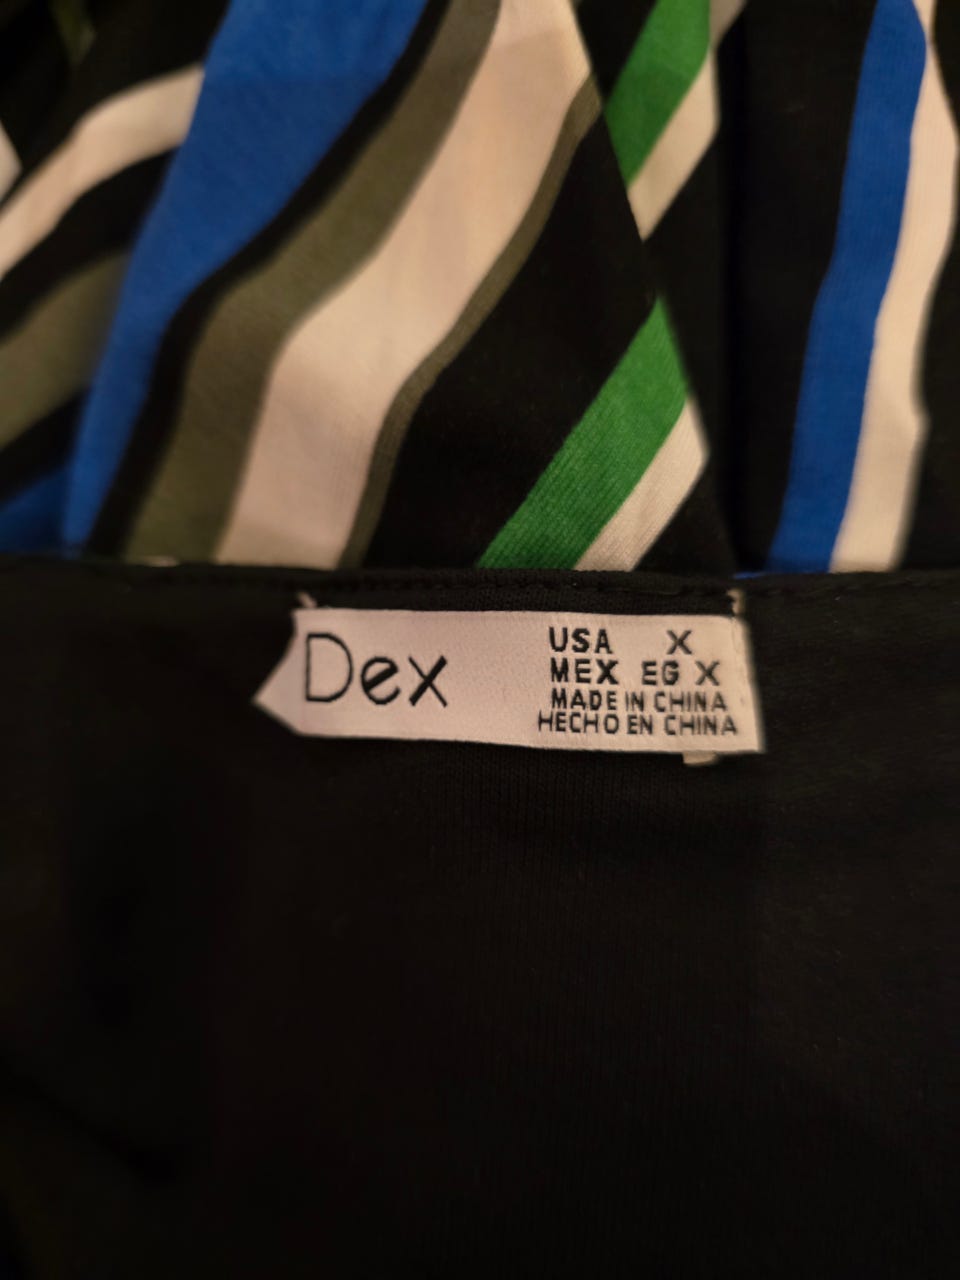 Dex
USA X
MEX EG X
MADE IN CHINA
HECHO EN CHINA